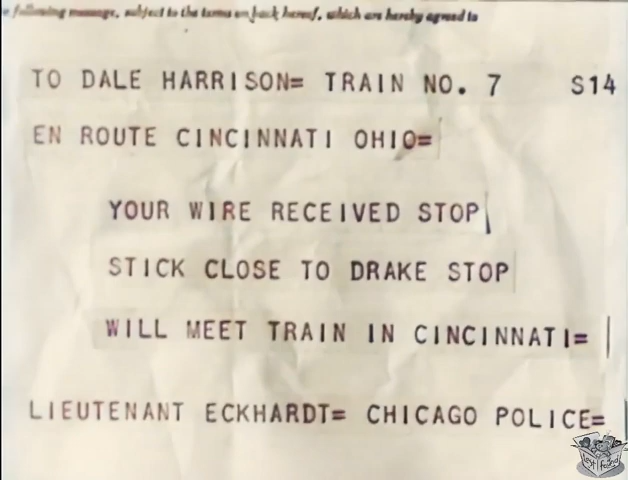 following message, subject to the terms on back hereof, which are hereby agreed to
TO DALE HARRISON= TRAIN NO. 7 S14
EN ROUTE CINCINNATI OHIO=
YOUR WIRE RECEIVED STOP
STICK CLOSE TO DRAKE STOP
WILL MEET TRAIN IN CINCINNATI=
LIEUTENANT ECKHARDT= CHICAGO POLICE=